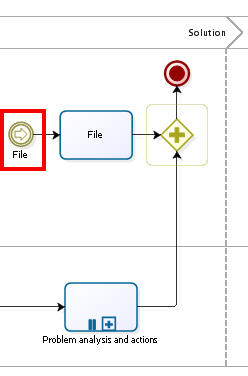 Solution
File
File
Problem analysis and actions